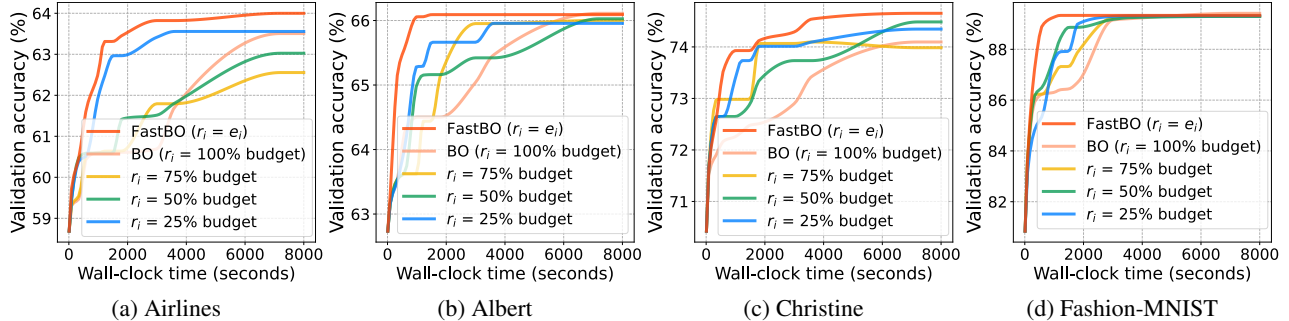 Validation accuracy (%)
64
63
62
61
60
59
FastBO (r_i = e_i)
BO (r_i = 100% budget)
r_i = 75% budget
r_i = 50% budget
r_i = 25% budget
0 2000 4000 6000 8000
Wall-clock time (seconds)
(a) Airlines
Validation accuracy (%)
66
65
64
63
FastBO (r_i = e_i)
BO (r_i = 100% budget)
r_i = 75% budget
r_i = 50% budget
r_i = 25% budget
0 2000 4000 6000 8000
Wall-clock time (seconds)
(b) Albert
Validation accuracy (%)
74
73
72
71
FastBO (r_i = e_i)
BO (r_i = 100% budget)
r_i = 75% budget
r_i = 50% budget
r_i = 25% budget
0 2000 4000 6000 8000
Wall-clock time (seconds)
(c) Christine
Validation accuracy (%)
88
86
84
82
FastBO (r_i = e_i)
BO (r_i = 100% budget)
r_i = 75% budget
r_i = 50% budget
r_i = 25% budget
0 2000 4000 6000 8000
Wall-clock time (seconds)
(d) Fashion-MNIST